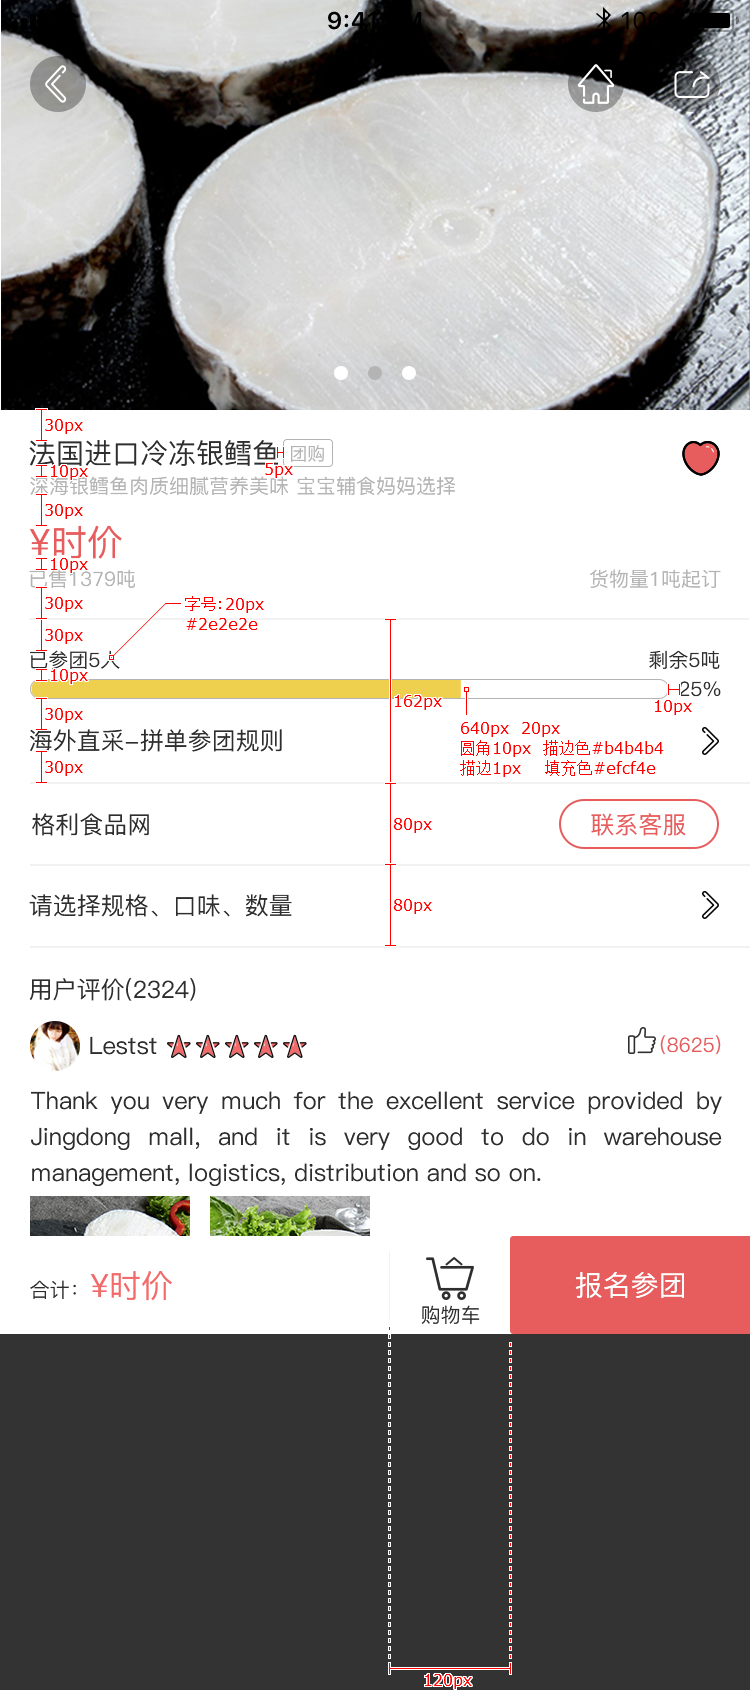 9:41
30px
法国进口冷冻银鳕鱼 团购
10px
5px
深海银鳕鱼肉质细腻营养美味 宝宝辅食妈妈选择
30px
¥时价
10px
已售1379吨 货物量1吨起订
30px
字号:20px
#2e2e2e
30px
已参团5人 剩余5吨
10px
25%
162px
10px
30px
640px 20px
圆角10px 描边色#b4b4b4
描边1px 填充色#efcf4e
海外直采-拼单参团规则
30px
格利食品网 80px 联系客服
请选择规格、口味、数量 80px
用户评价(2324)
Leststt (8625)
Thank you very much for the excellent service provided by
Jingdong mall, and it is very good to do in warehouse
management, logistics, distribution and so on.
合计: ¥时价
购物车
报名参团
120px